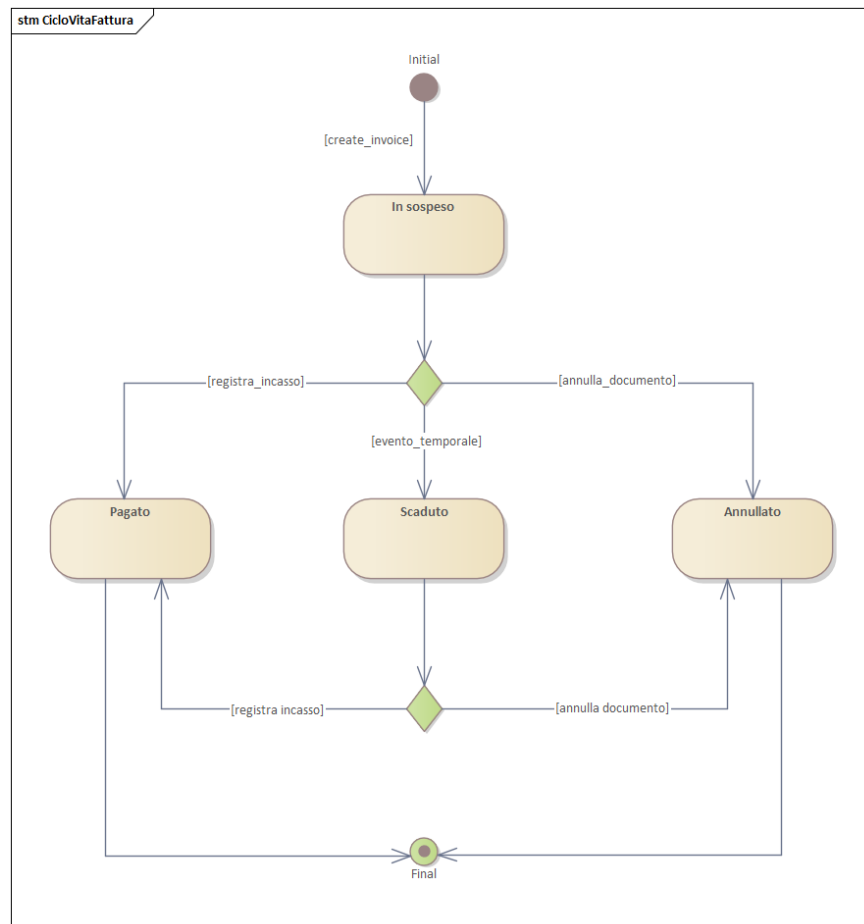 stm CicloVitaFattura
Initial
[create_invoice]
In sospeso
[registra_incasso]
[annulla_documento]
[evento_temporale]
Pagato
Scaduto
Annullato
[registra incasso]
[annulla documento]
Final